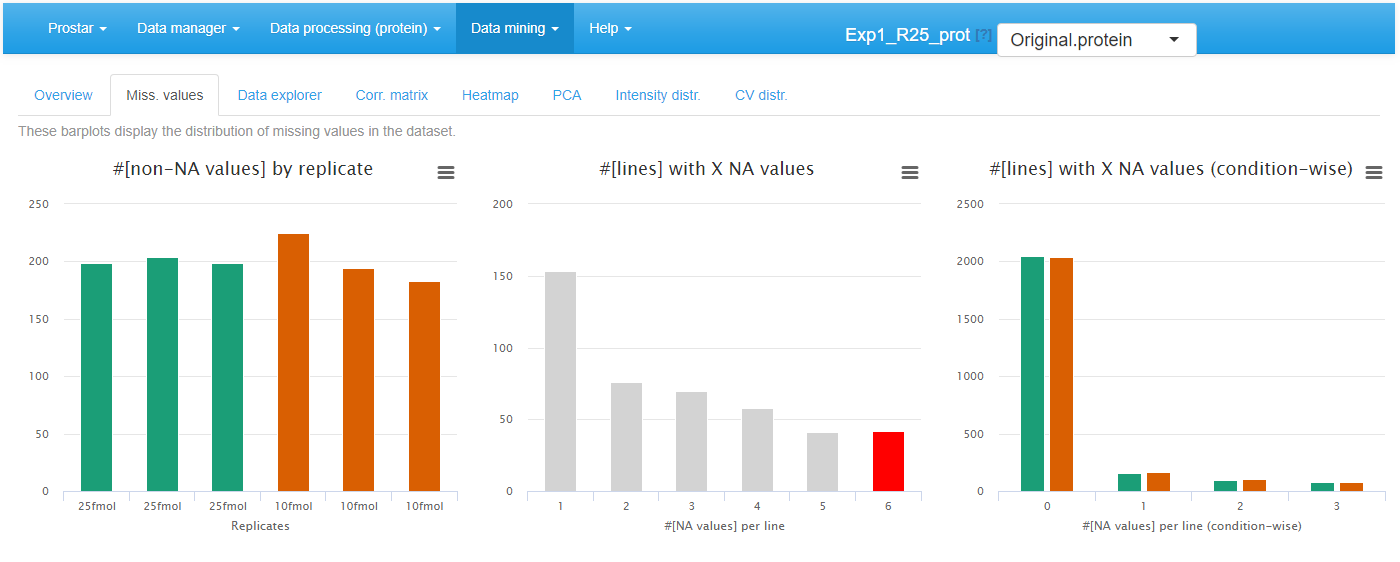 Prostar Data manager Data processing (protein) Data mining Help Exp1_R25_prot [?] Original.protein
Overview Miss. values Data explorer Corr. matrix Heatmap PCA Intensity distr. CV distr.
These barplots display the distribution of missing values in the dataset.
#[non-NA values] by replicate
250
200
150
100
50
0
25fmol 25fmol 25fmol 10fmol 10fmol 10fmol
Replicates
#[lines] with X NA values
200
150
100
50
0
1 2 3 4 5 6
#[NA values] per line
#[lines] with X NA values (condition-wise)
2500
2000
1500
1000
500
0
0 1 2 3
#[NA values] per line (condition-wise)